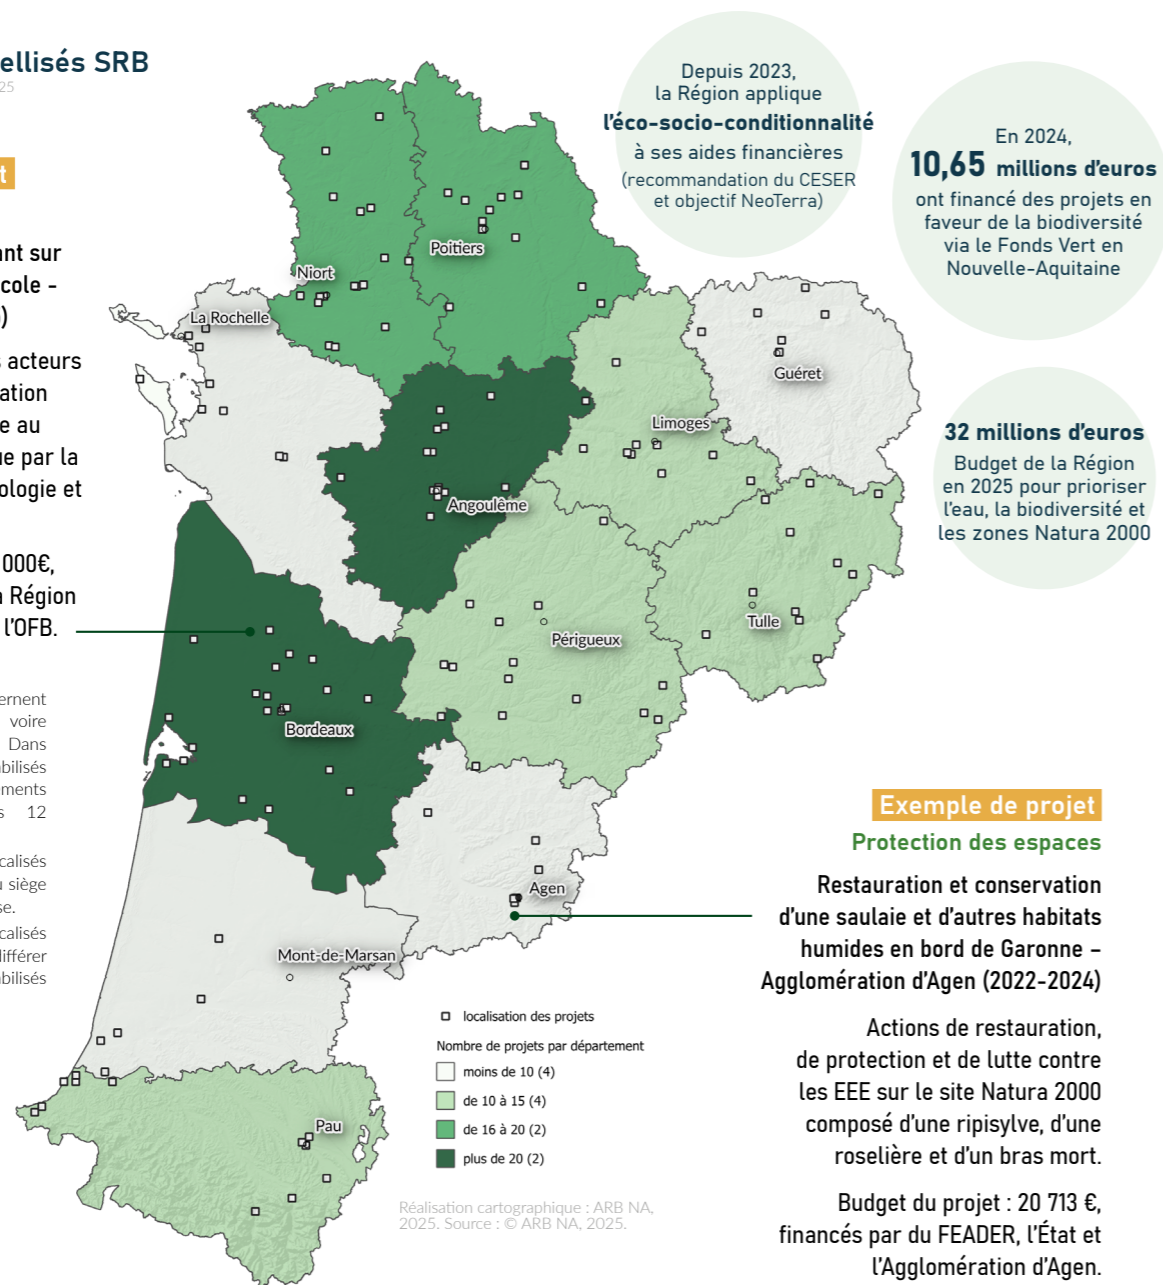 ellisés SRB
25
t
ant sur
cole -
)
s acteurs
ation
e au
ue par la
ologie et
000€,
a Région
l'OFB.
ernent
voire
Dans
abilisés
ements
s 12
calisés
u siège
se.
calisés
différer
abilisés
Depuis 2023,
la Région applique
l'éco-socio-conditionnalité
à ses aides financières
(recommandation du CESER
et objectif NeoTerra)
En 2024,
10,65 millions d'euros
ont financé des projets en
faveur de la biodiversité
via le Fonds Vert en
Nouvelle-Aquitaine
32 millions d'euros
Budget de la Région
en 2025 pour prioriser
l'eau, la biodiversité et
les zones Natura 2000
Poitiers
Niort
La Rochelle
Guéret
Limoges
Angoulême
Tulle
Périgueux
Bordeaux
Agen
Mont-de-Marsan
Pau
localisation des projets
Nombre de projets par département
moins de 10 (4)
de 10 à 15 (4)
de 16 à 20 (2)
plus de 20 (2)
Réalisation cartographique : ARB NA,
2025. Source : © ARB NA, 2025.
Exemple de projet
Protection des espaces
Restauration et conservation
d'une saulaie et d'autres habitats
humides en bord de Garonne –
Agglomération d'Agen (2022-2024)
Actions de restauration,
de protection et de lutte contre
les EEE sur le site Natura 2000
composé d'une ripisylve, d'une
roselière et d'un bras mort.
Budget du projet : 20 713 €,
financés par du FEADER, l'État et
l'Agglomération d'Agen.